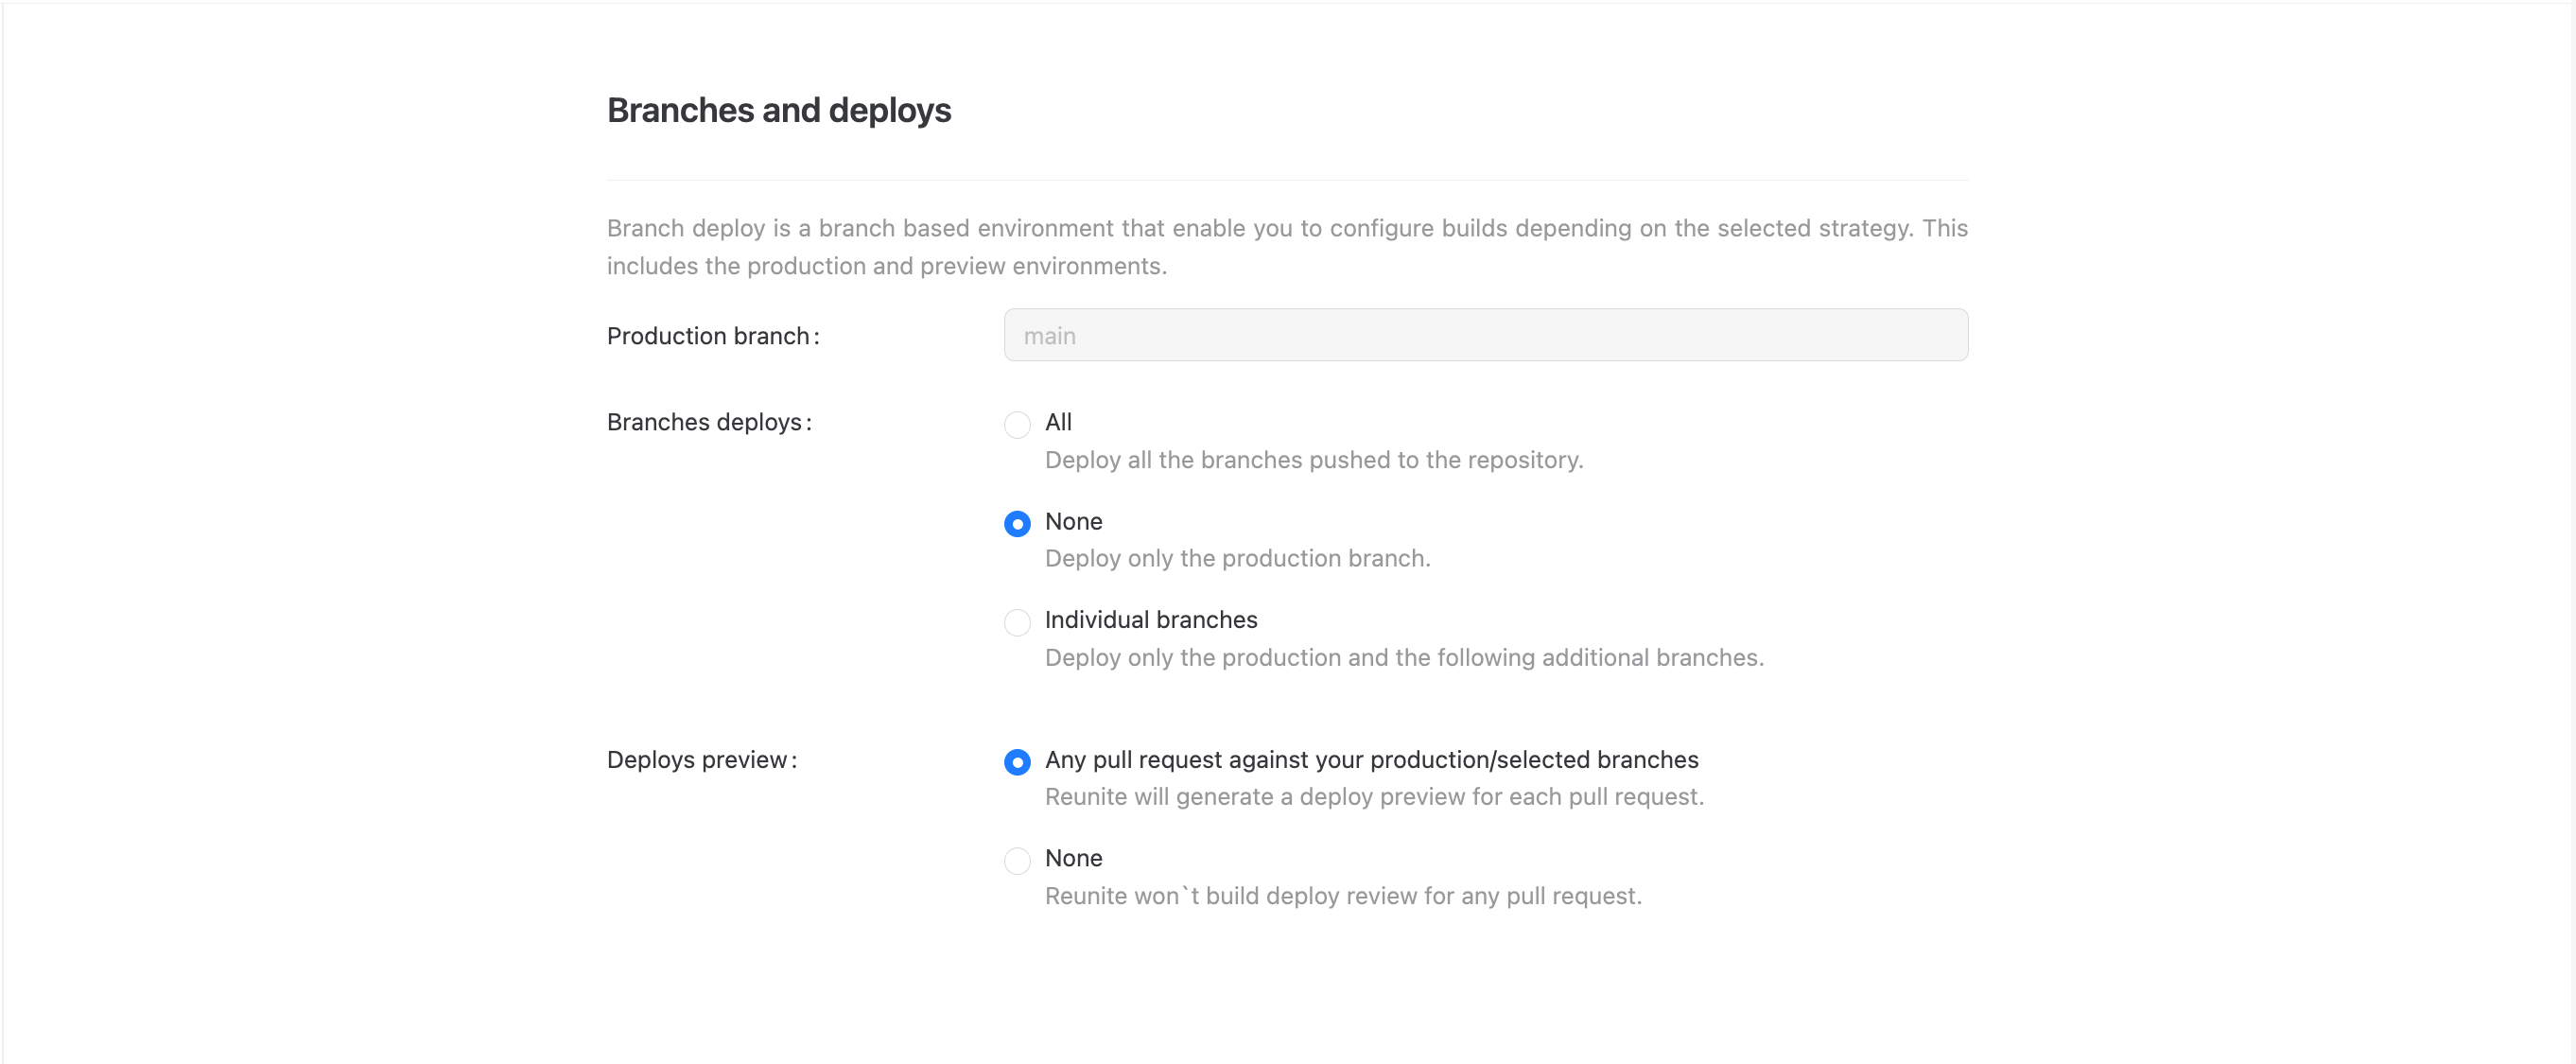 Branches and deploys
Branch deploy is a branch based environment that enable you to configure builds depending on the selected strategy. This
includes the production and preview environments.
Production branch:
main
Branches deploys:
All
Deploy all the branches pushed to the repository.
None
Deploy only the production branch.
Individual branches
Deploy only the production and the following additional branches.
Deploys preview:
Any pull request against your production/selected branches
Reunite will generate a deploy preview for each pull request.
None
Reunite won`t build deploy review for any pull request.